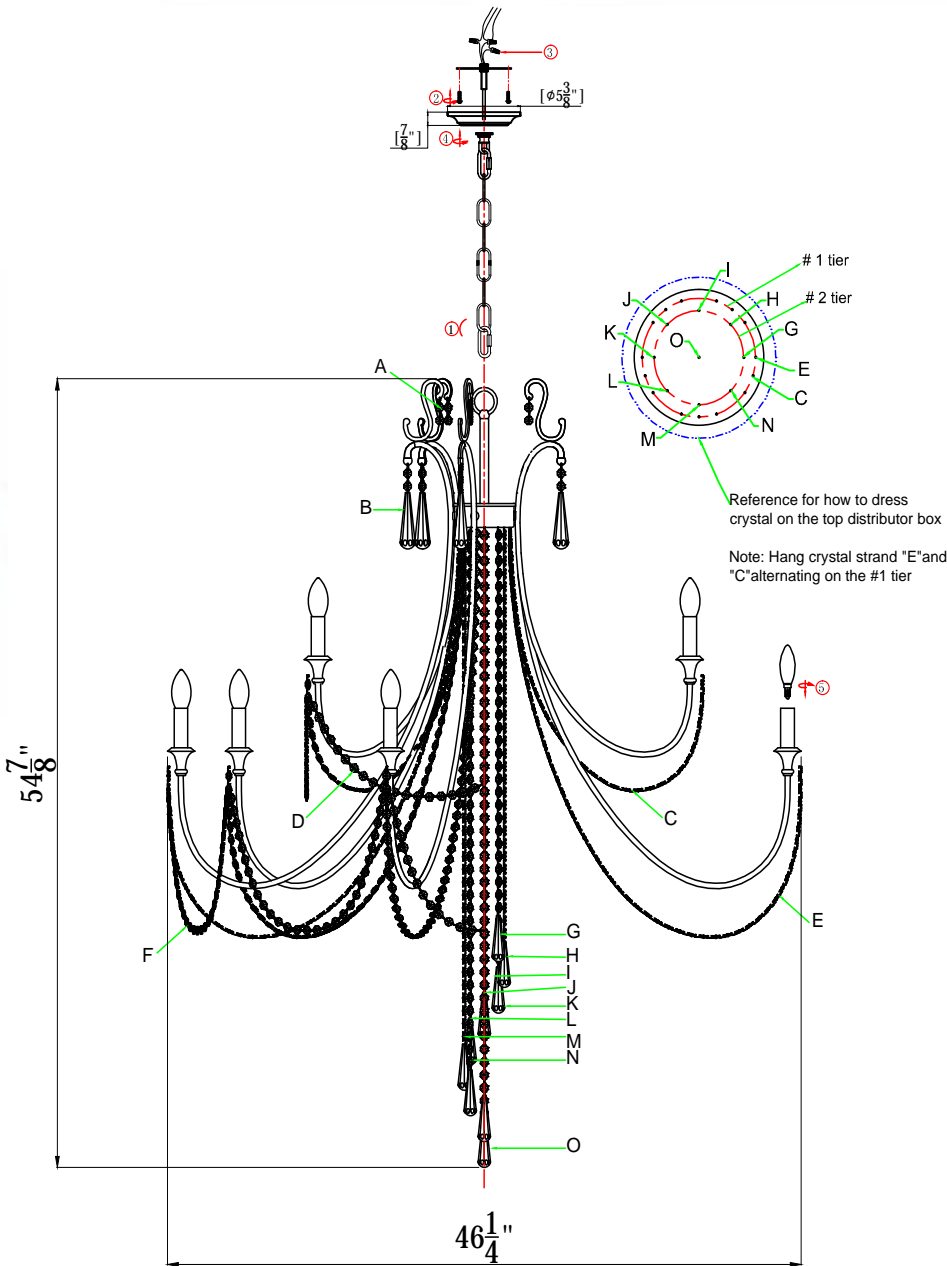 ③
②
[ϕ5 3/8"]
[7/8"]
④
①
A
B
I
# 1 tier
# 2 tier
J
H
K
O
G
E
L
C
M
N
Reference for how to dress
crystal on the top distributor box
Note: Hang crystal strand "E"and
"C"alternating on the #1 tier
⑤
54 7/8"
D
C
F
E
G
H
I
J
K
L
M
N
O
46 1/4"